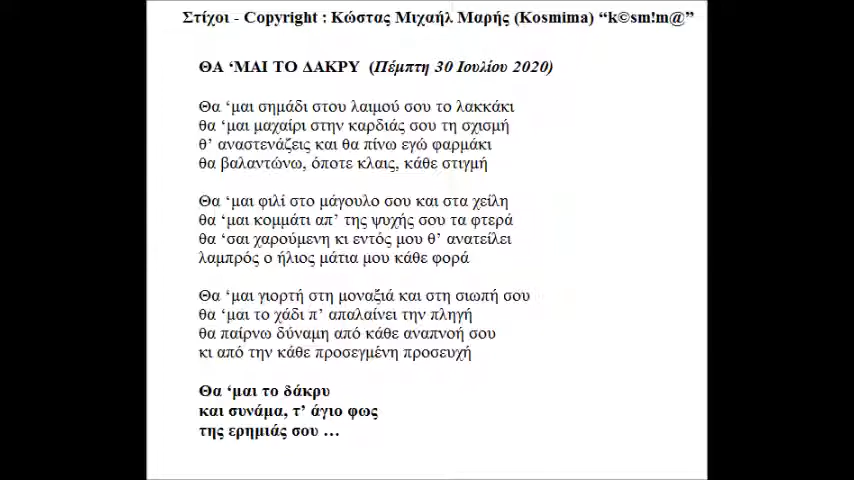 Στίχοι - Copyright : Κώστας Μιχαήλ Μαρής (Kosmima) “k©sm!m@”
ΘΑ ‘ΜΑΙ ΤΟ ΔΑΚΡΥ (Πέμπτη 30 Ιουλίου 2020)
Θα ‘μαι σημάδι στου λαιμού σου το λακκάκι
θα ‘μαι μαχαίρι στην καρδιάς σου τη σχισμή
θ’ αναστενάζεις και θα πίνω εγώ φαρμάκι
θα βαλαντώνω, όποτε κλαις, κάθε στιγμή
Θα ‘μαι φιλί στο μάγουλο σου και στα χείλη
θα ‘μαι κομμάτι απ’ της ψυχής σου τα φτερά
θα ‘σαι χαρούμενη κι εντός μου θ’ ανατείλει
λαμπρός ο ήλιος μάτια μου κάθε φορά
Θα ‘μαι γιορτή στη μοναξιά και στη σιωπή σου
θα ‘μαι το χάδι π’ απαλαίνει την πληγή
θα παίρνω δύναμη από κάθε αναπνοή σου
κι από την κάθε προσεγμένη προσευχή
Θα ‘μαι το δάκρυ
και συνάμα, τ’ άγιο φως
της ερημιάς σου …